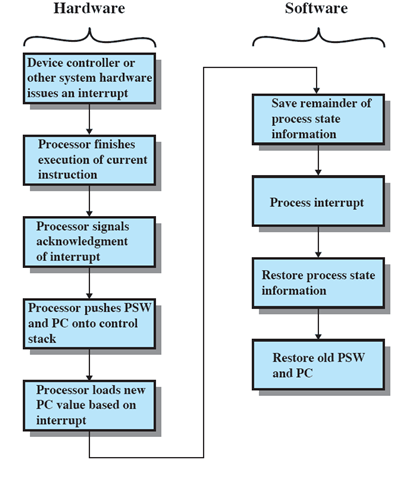 Hardware
Device controller or
other system hardware
issues an interrupt
Processor finishes
execution of current
instruction
Processor signals
acknowledgment
of interrupt
Processor pushes PSW
and PC onto control
stack
Processor loads new
PC value based on
interrupt
Software
Save remainder of
process state
information
Process interrupt
Restore process state
information
Restore old PSW
and PC